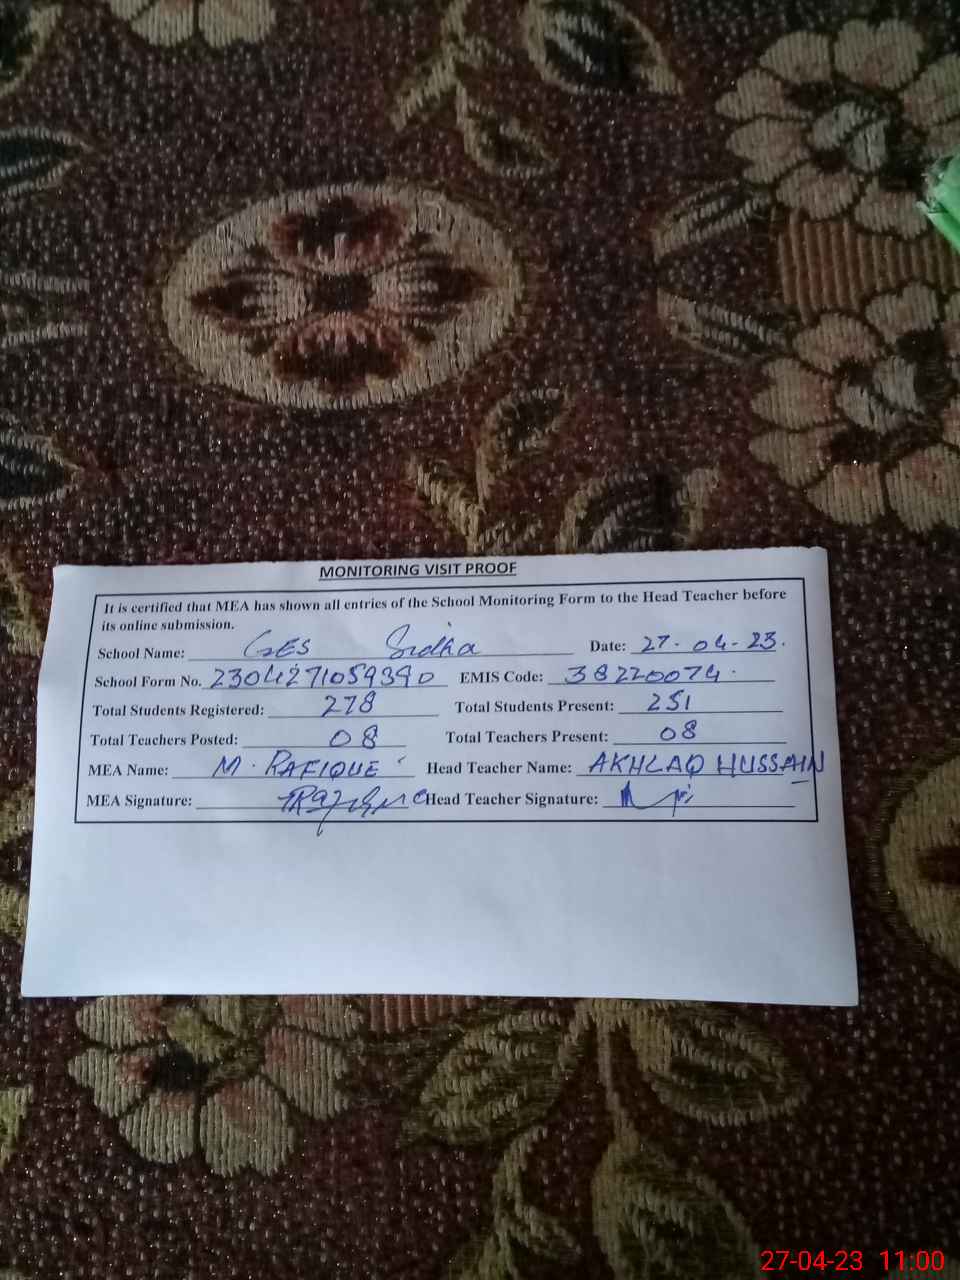 MONITORING VISIT PROOF
It is certified that MEA has shown all entries of the School Monitoring Form to the Head Teacher before
its online submission.
School Name: GES Sidha Date: 27-04-23.
School Form No. 2304271059390 EMIS Code: 38220074.
Total Students Registered: 278 Total Students Present: 251
Total Teachers Posted: 08 Total Teachers Present: 08
MEA Name: M. RAFIQUE Head Teacher Name: AKHLAQ HUSSAIN
MEA Signature: Head Teacher Signature:
27-04-23 11:00